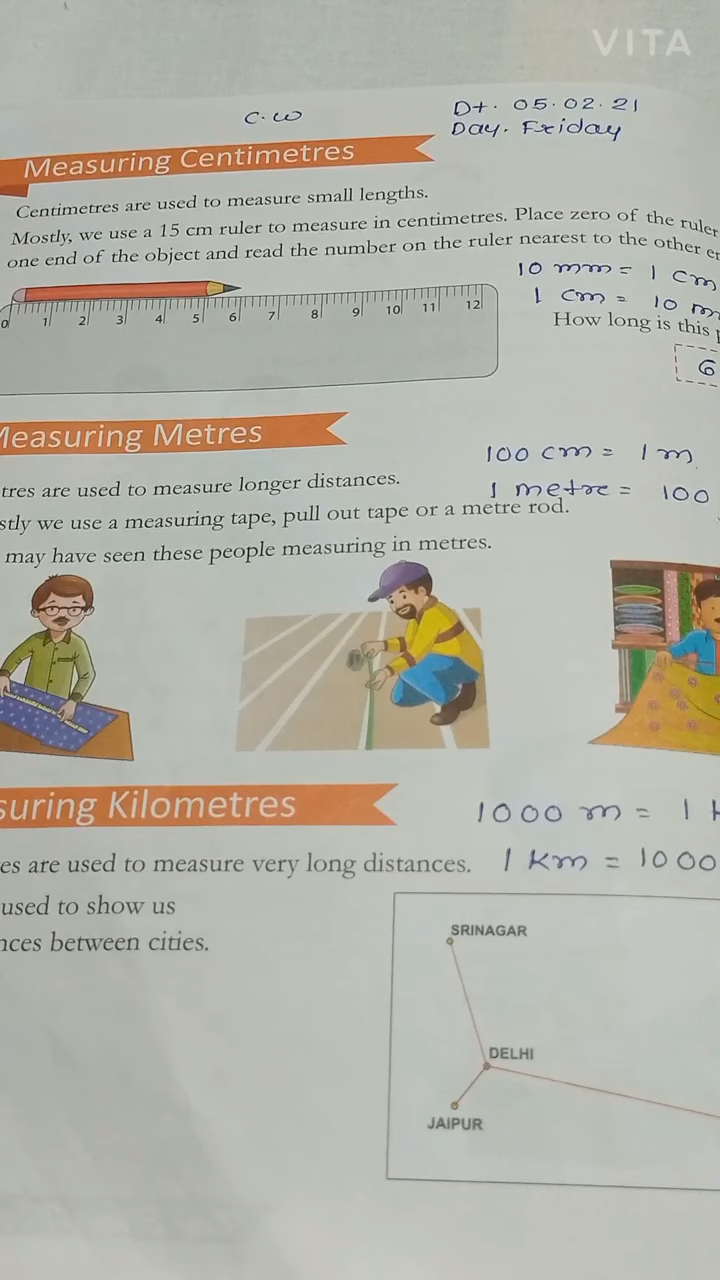 VITA
C.W
Dt. 05.02.21
Day. Friday
Measuring Centimetres
Centimetres are used to measure small lengths.
Mostly, we use a 15 cm ruler to measure in centimetres. Place zero of the ruler
one end of the object and read the number on the ruler nearest to the other
10 mm = 1 cm
1 cm = 10
0 1 2 3 4 5 6 7 8 9 10 11 12
How long is this
6
Measuring Metres
100 cm = 1 m
are used to measure longer distances.
1 metre = 100
we use a measuring tape, pull out tape or a metre rod.
may have seen these people measuring in metres.
Kilometres
1000 m = 1
are used to measure very long distances.
1 Km = 1000
used to show us
between cities.
SRINAGAR
DELHI
JAIPUR